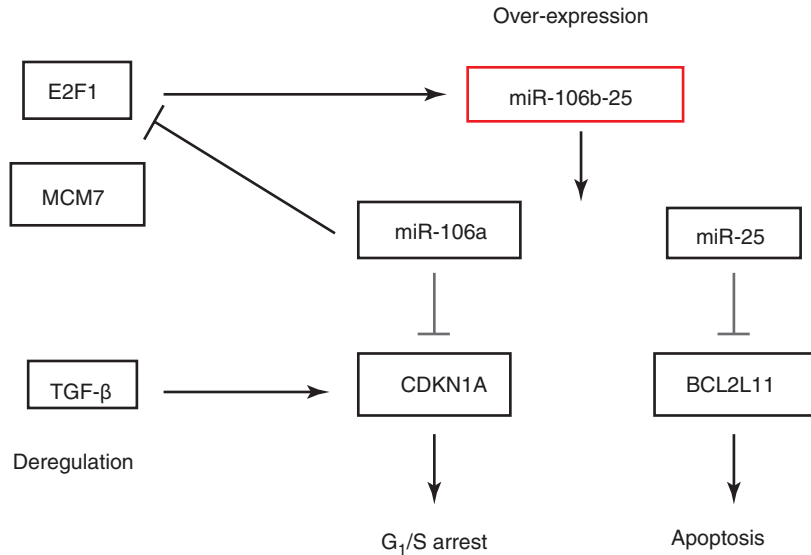 Over-expression
E2F1
miR-106b-25
MCM7
miR-106a
miR-25
TGF-β
CDKN1A
BCL2L11
Deregulation
G₁/S arrest
Apoptosis